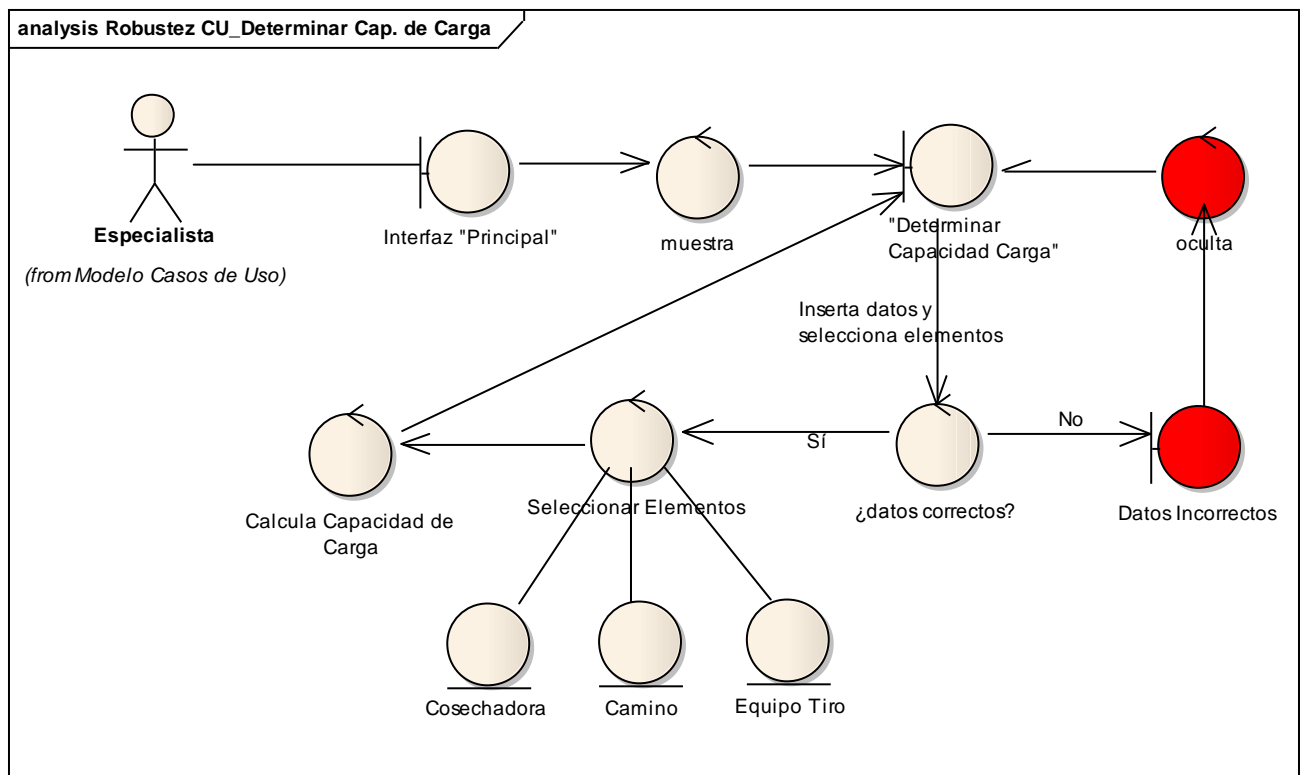 analysis Robustez CU_Determinar Cap. de Carga
Especialista
(from Modelo Casos de Uso)
Interfaz "Principal"
muestra
"Determinar
Capacidad Carga"
oculta
Inserta datos y
selecciona elementos
Calcula Capacidad de
Carga
Seleccionar Elementos
Sí
¿datos correctos?
No
Datos Incorrectos
Cosechadora
Camino
Equipo Tiro